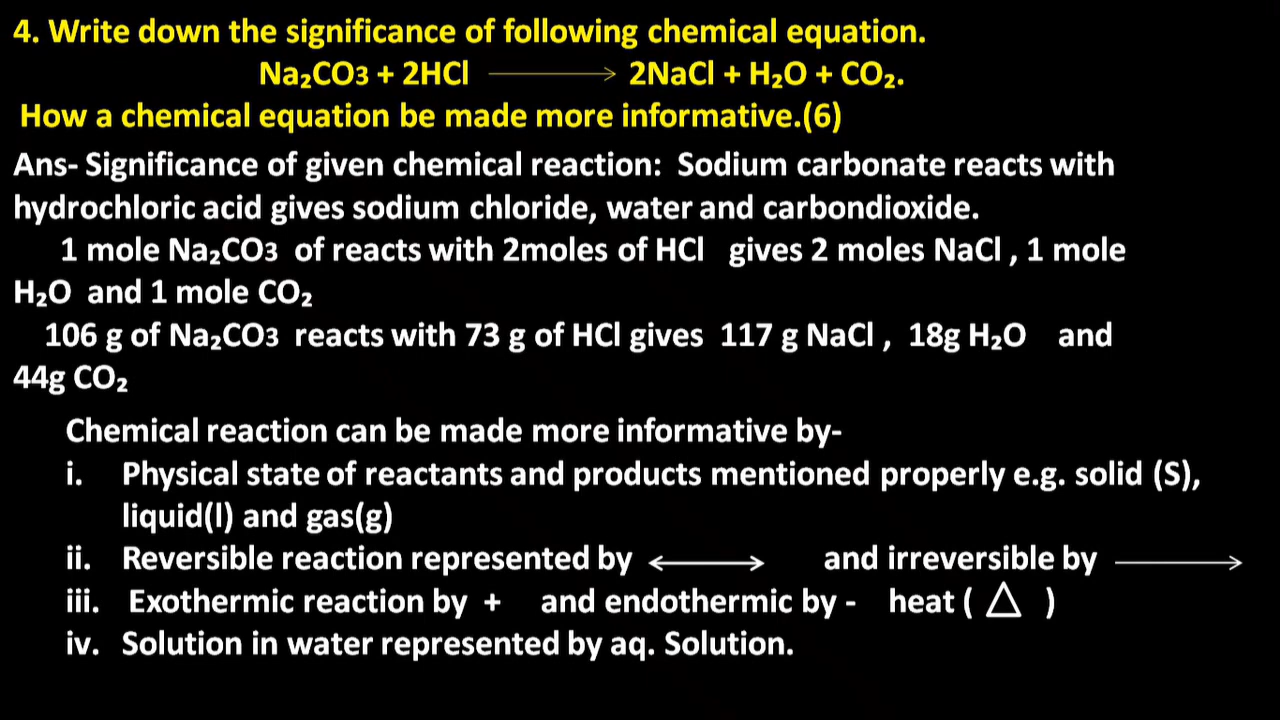 4. Write down the significance of following chemical equation.
Na₂CO3 + 2HCl ⟶ 2NaCl + H₂O + CO₂.
How a chemical equation be made more informative.(6)
Ans- Significance of given chemical reaction: Sodium carbonate reacts with
hydrochloric acid gives sodium chloride, water and carbondioxide.
1 mole Na₂CO3 of reacts with 2moles of HCl gives 2 moles NaCl , 1 mole
H₂O and 1 mole CO₂
106 g of Na₂CO3 reacts with 73 g of HCl gives 117 g NaCl , 18g H₂O and
44g CO₂
Chemical reaction can be made more informative by-
i. Physical state of reactants and products mentioned properly e.g. solid (S),
liquid(l) and gas(g)
ii. Reversible reaction represented by ⟷ and irreversible by ⟶
iii. Exothermic reaction by + and endothermic by - heat ( △ )
iv. Solution in water represented by aq. Solution.